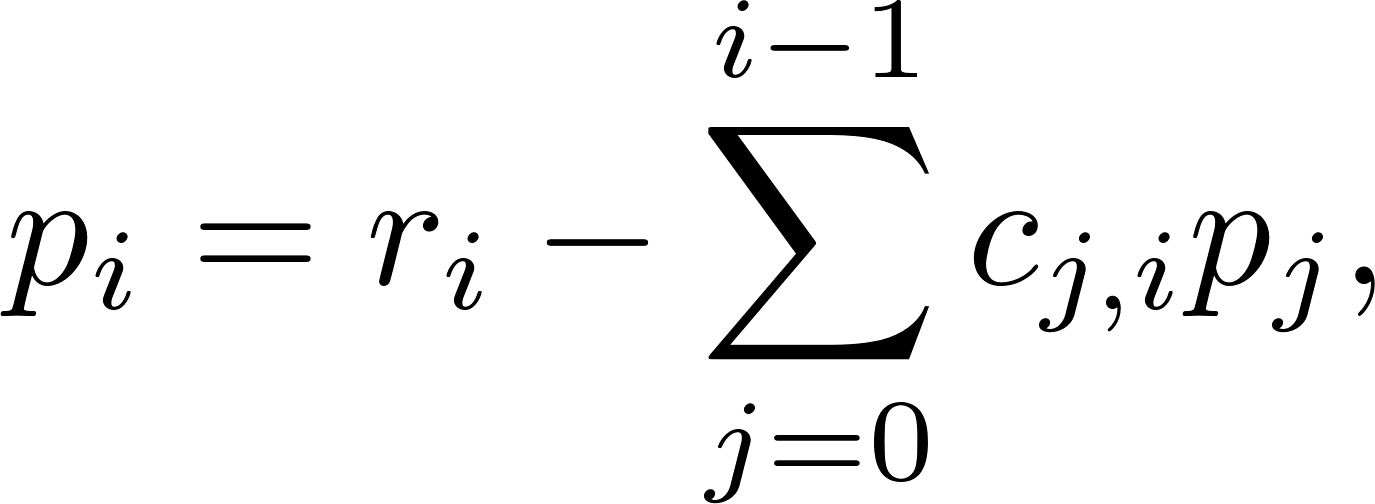 p_i = r_i - \sum_{j=0}^{i-1} c_{j,i} p_j,